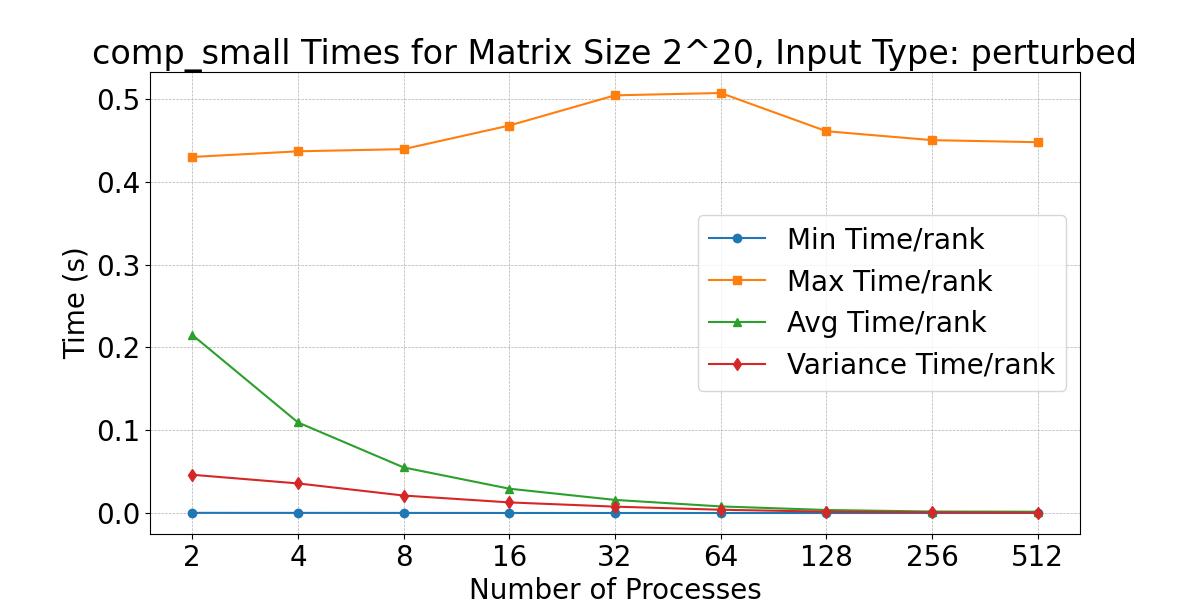 comp_small Times for Matrix Size 2^20, Input Type: perturbed
0.5
0.4
0.3
0.2
0.1
0.0
Time (s)
Min Time/rank
Max Time/rank
Avg Time/rank
Variance Time/rank
2 4 8 16 32 64 128 256 512
Number of Processes